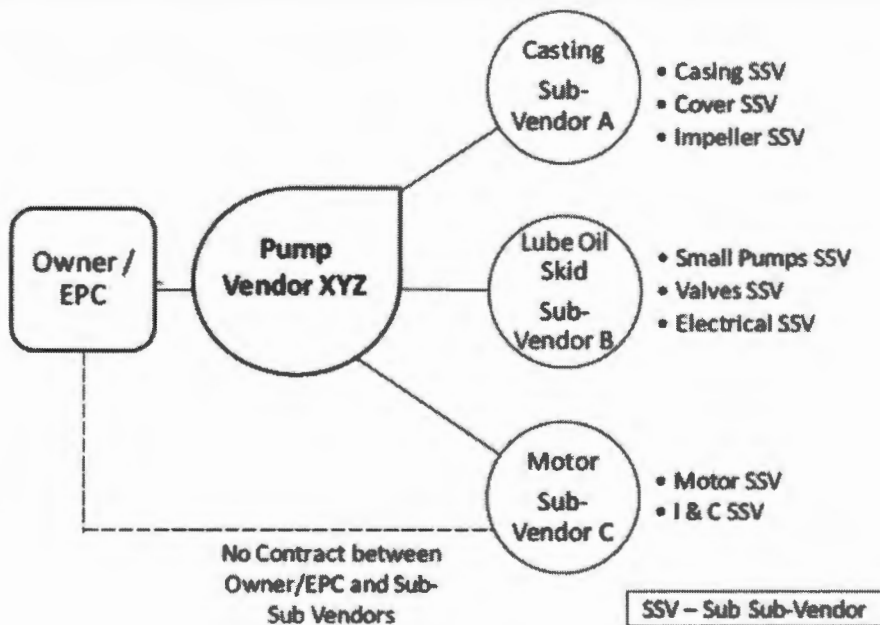 Casting
Sub-
Vendor A
• Casing SSV
• Cover SSV
• Impeller SSV
Owner /
EPC
Pump
Vendor XYZ
Lube Oil
Skid
Sub-
Vendor B
• Small Pumps SSV
• Valves SSV
• Electrical SSV
Motor
Sub-
Vendor C
• Motor SSV
• I & C SSV
No Contract between
Owner/EPC and Sub-
Sub Vendors
SSV – Sub Sub-Vendor